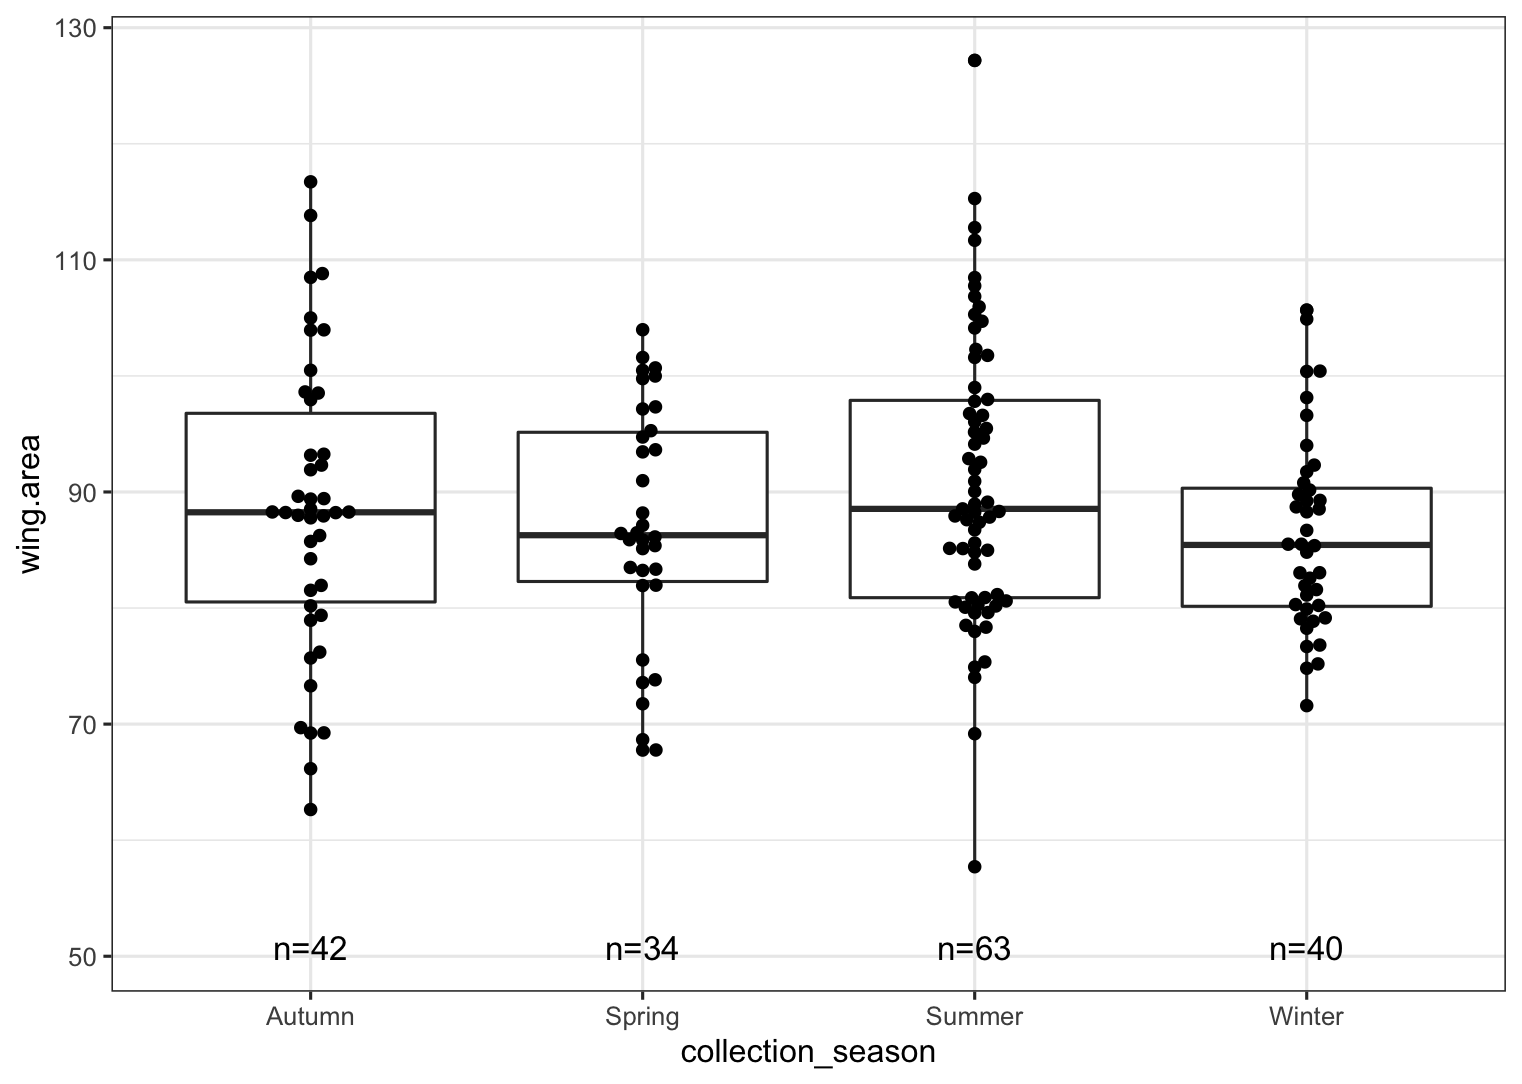 130
110
90
70
50
wing.area
n=42
n=34
n=63
n=40
Autumn
Spring
Summer
Winter
collection_season